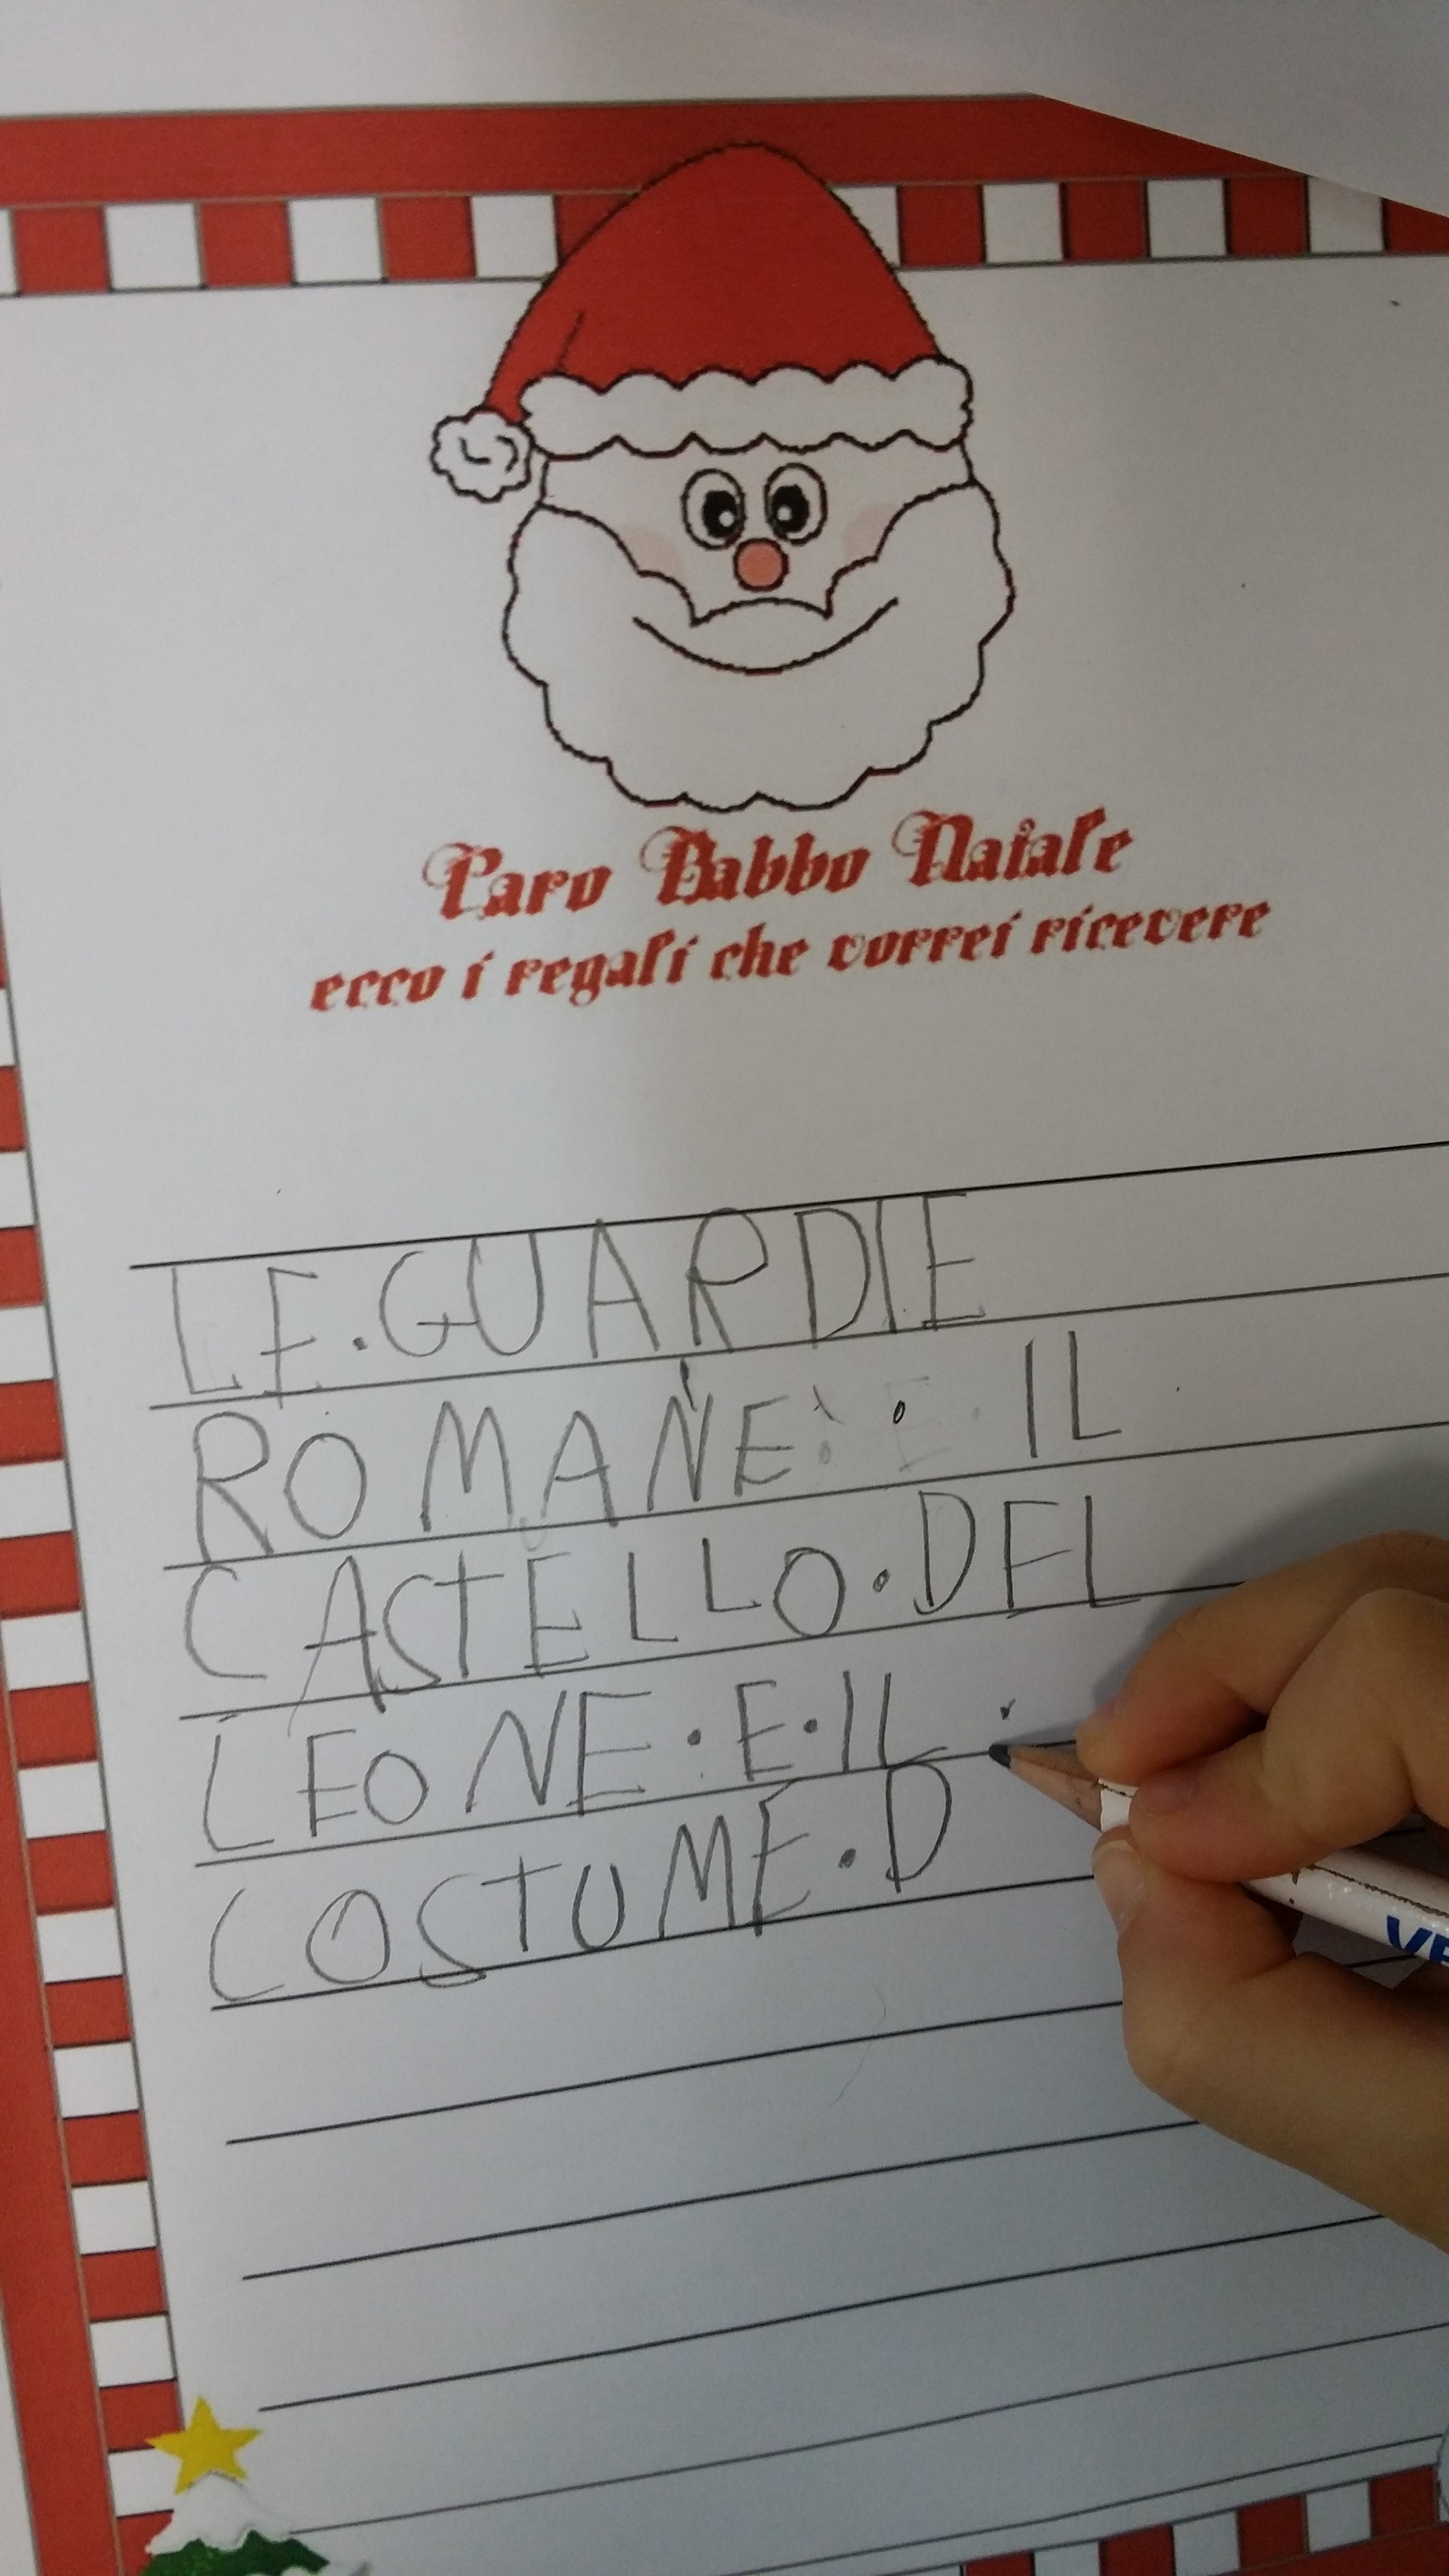 Caro Babbo Natale
ecco i regali che vorrei ricevere
LE.GUARDIE
ROMANE · IL
CASTELLO.DEL
LEONE.E.IL.
COSTUME.D